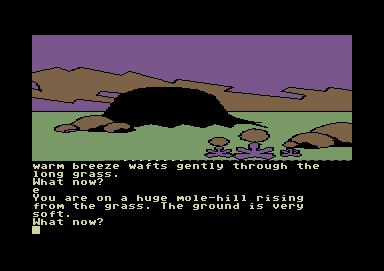 warm breeze wafts gently through the
long grass.
What now?
e
You are on a huge mole-hill rising
from the grass. The ground is very
soft.
What now?